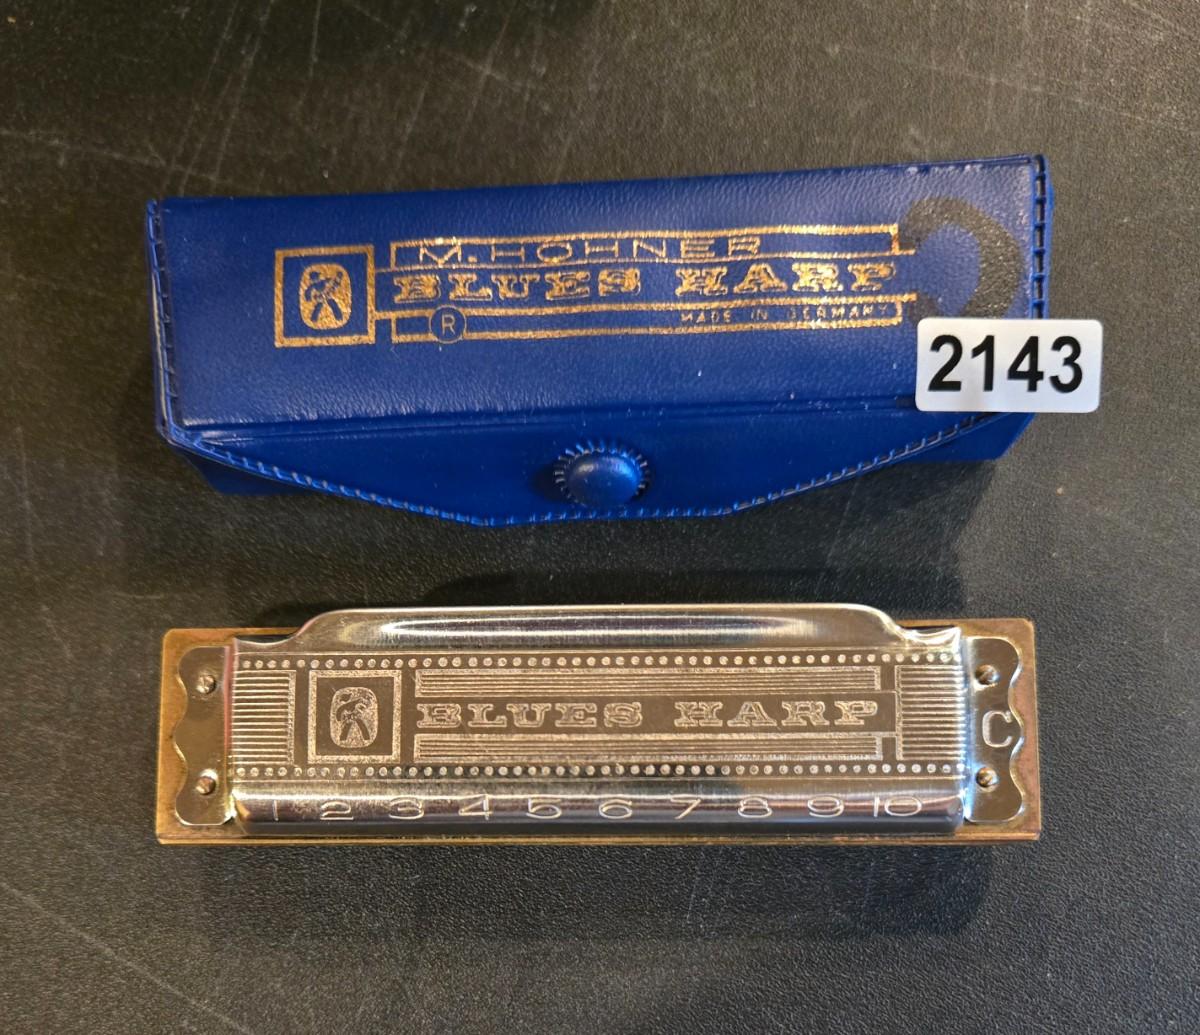 M. HOHNER
BLUES HARP
® MADE IN GERMANY
C
2143
BLUES HARP
C
1 2 3 4 5 6 7 8 9 10